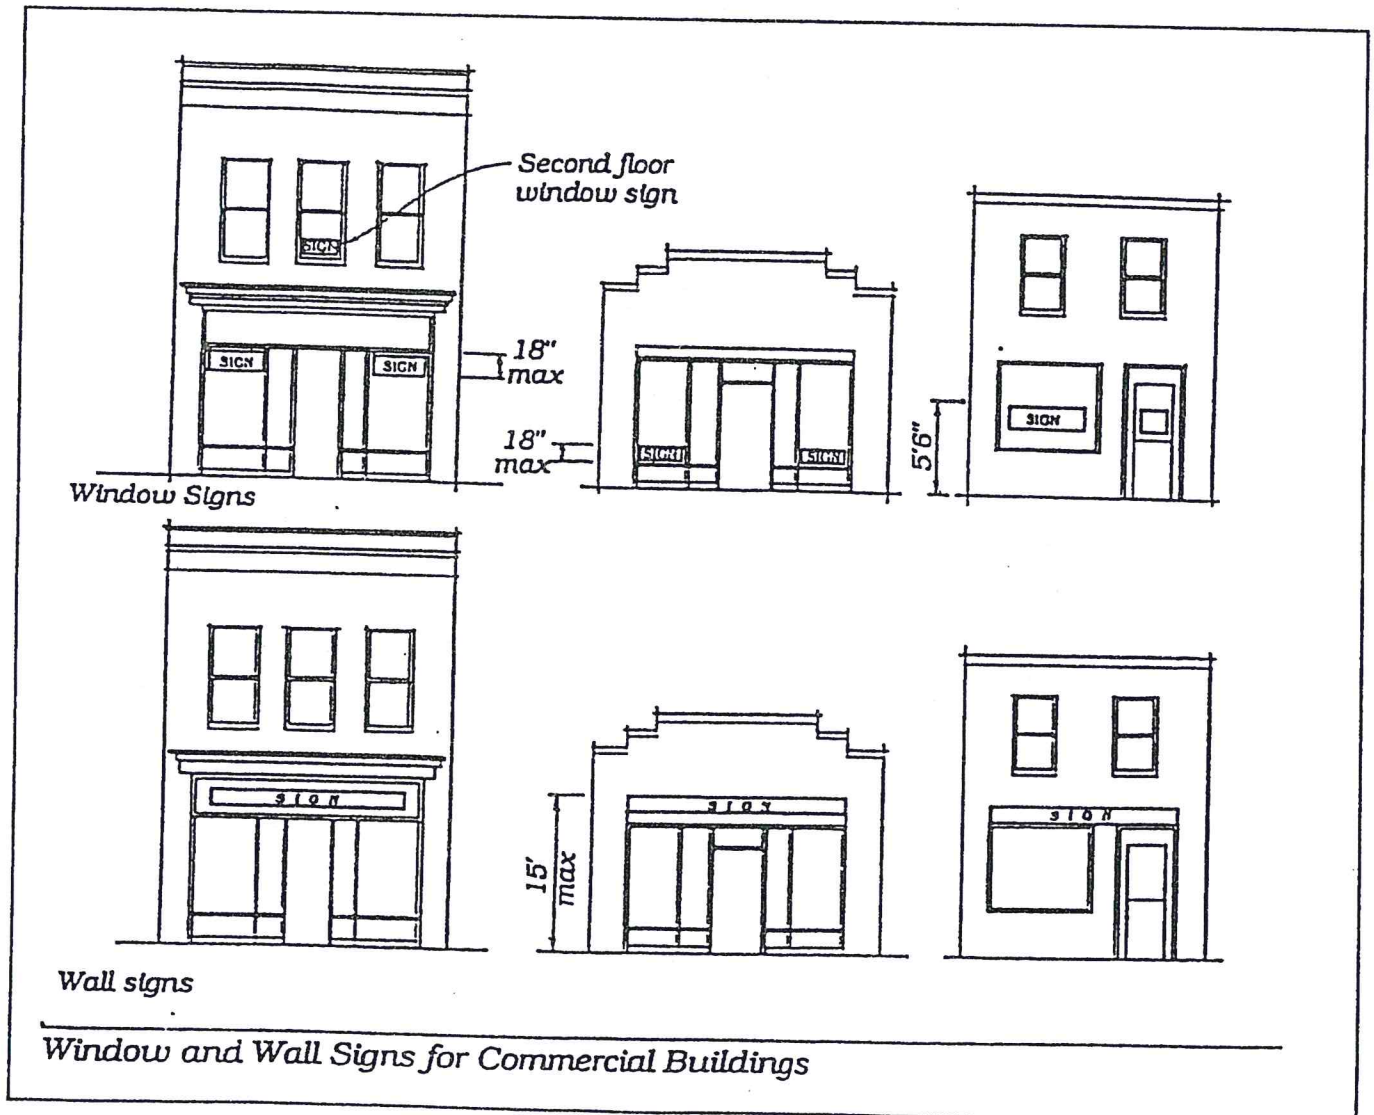 Second floor
window sign
SIGN
SIGN
SIGN
18"
max
18"
max
SIGN
SIGN
SIGN
5'6"
Window Signs
SIGN
SIGN
SIGN
15'
max
Wall signs
Window and Wall Signs for Commercial Buildings